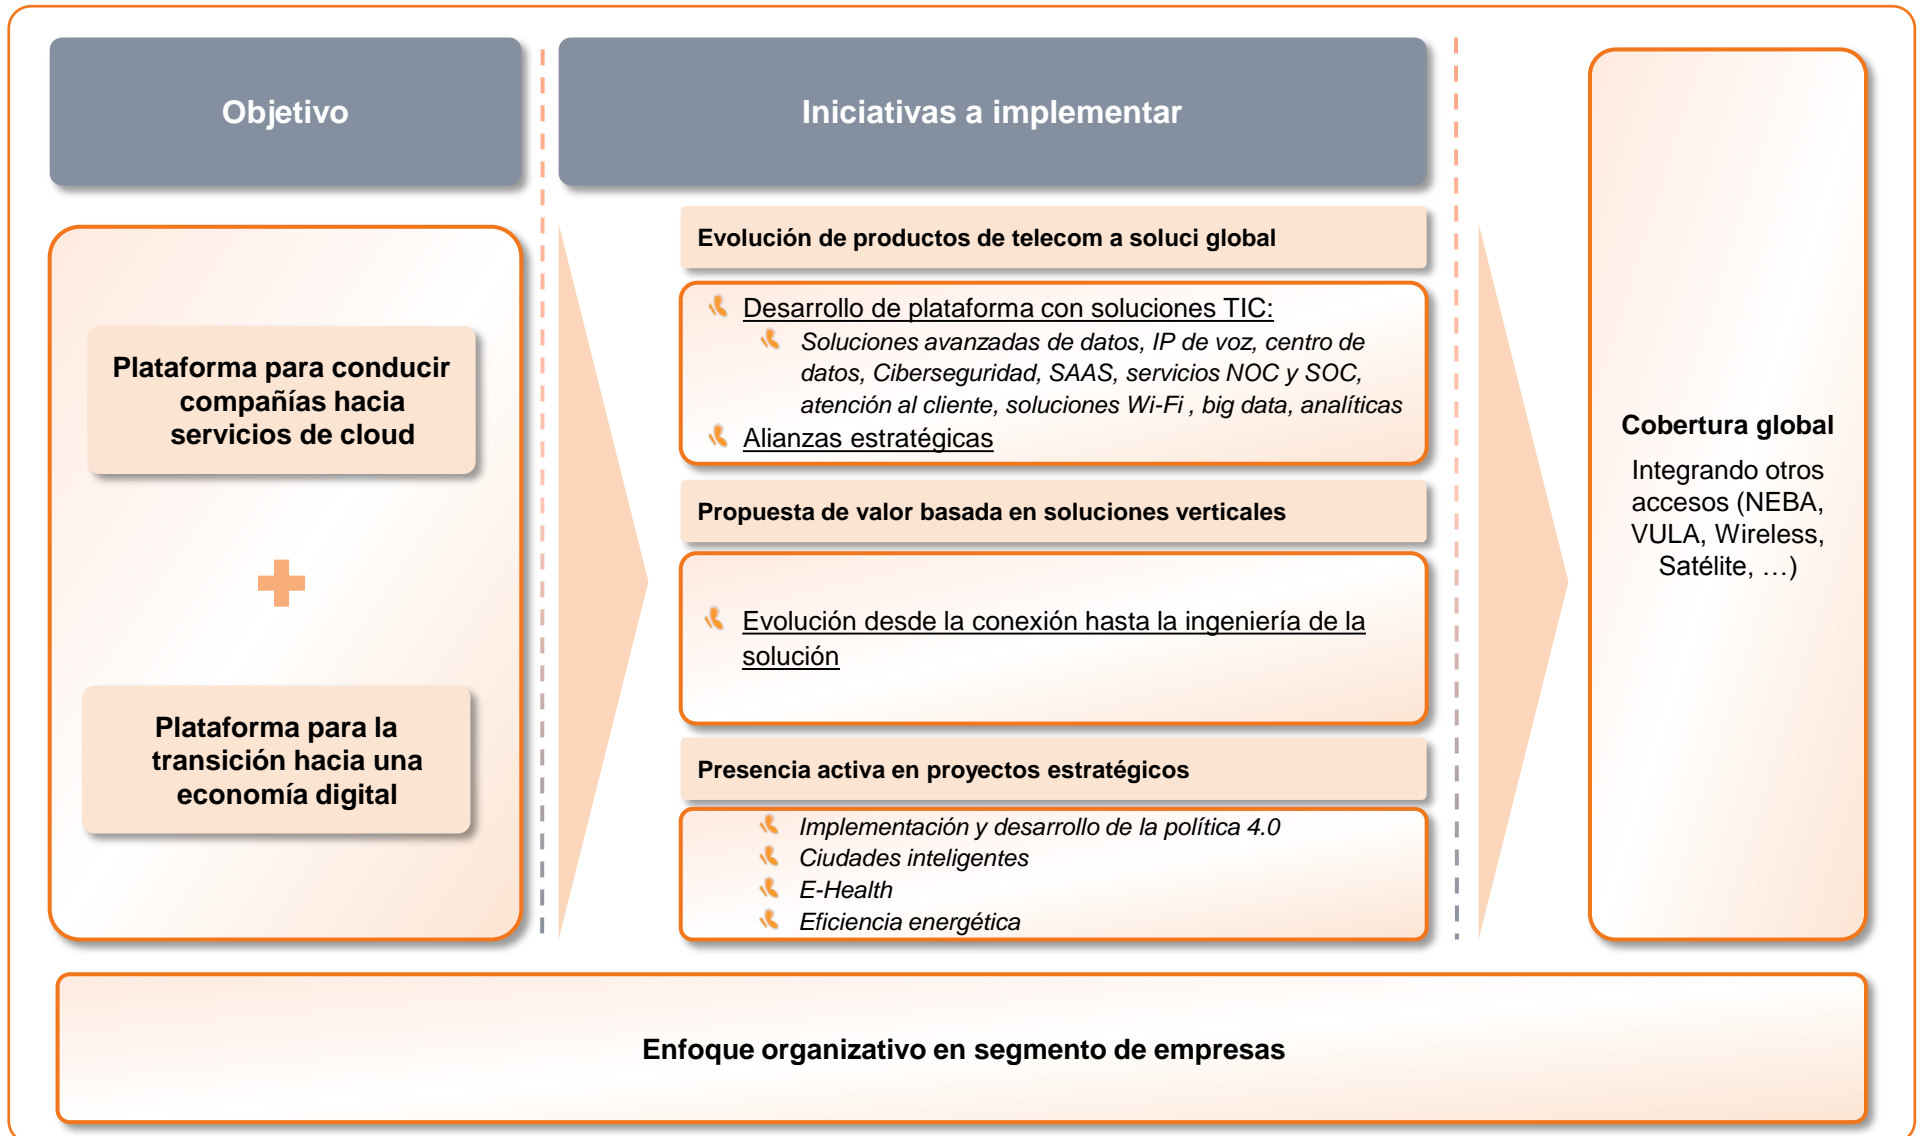 Objetivo
Iniciativas a implementar
Plataforma para conducir
compañías hacia
servicios de cloud
Plataforma para la
transición hacia una
economía digital
Evolución de productos de telecom a soluci global
Desarrollo de plataforma con soluciones TIC:
Soluciones avanzadas de datos, IP de voz, centro de
datos, Ciberseguridad, SAAS, servicios NOC y SOC,
atención al cliente, soluciones Wi-Fi , big data, analíticas
Alianzas estratégicas
Propuesta de valor basada en soluciones verticales
Evolución desde la conexión hasta la ingeniería de la
solución
Presencia activa en proyectos estratégicos
Implementación y desarrollo de la política 4.0
Ciudades inteligentes
E-Health
Eficiencia energética
Cobertura global
Integrando otros
accesos (NEBA,
VULA, Wireless,
Satélite, …)
Enfoque organizativo en segmento de empresas